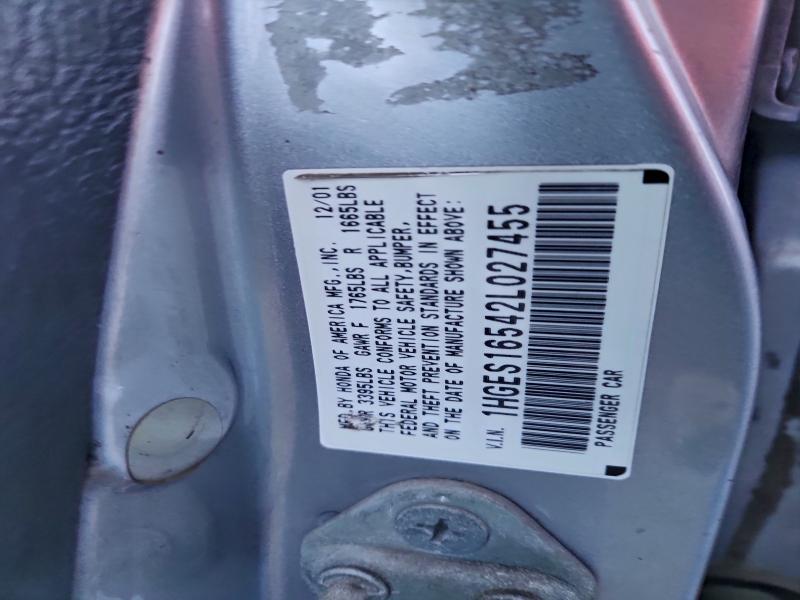 MFD.BY HONDA OF AMERICA MFG.,INC. 12/01
GVWR 3395LBS GAWR F 1765LBS R 1665LBS
THIS VEHICLE CONFORMS TO ALL APPLICABLE
FEDERAL MOTOR VEHICLE SAFETY,BUMPER,
AND THEFT PREVENTION STANDARDS IN EFFECT
ON THE DATE OF MANUFACTURE SHOWN ABOVE:
V.I.N. 1HGES16542L027455
PASSENGER CAR